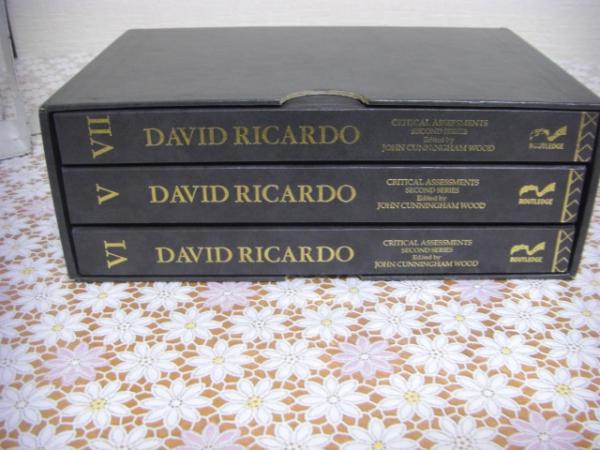 VII
DAVID RICARDO
CRITICAL ASSESSMENTS
SECOND SERIES
Edited by
JOHN CUNNINGHAM WOOD
ROUTLEDGE
V
DAVID RICARDO
CRITICAL ASSESSMENTS
SECOND SERIES
Edited by
JOHN CUNNINGHAM WOOD
ROUTLEDGE
VI
DAVID RICARDO
CRITICAL ASSESSMENTS
SECOND SERIES
Edited by
JOHN CUNNINGHAM WOOD
ROUTLEDGE